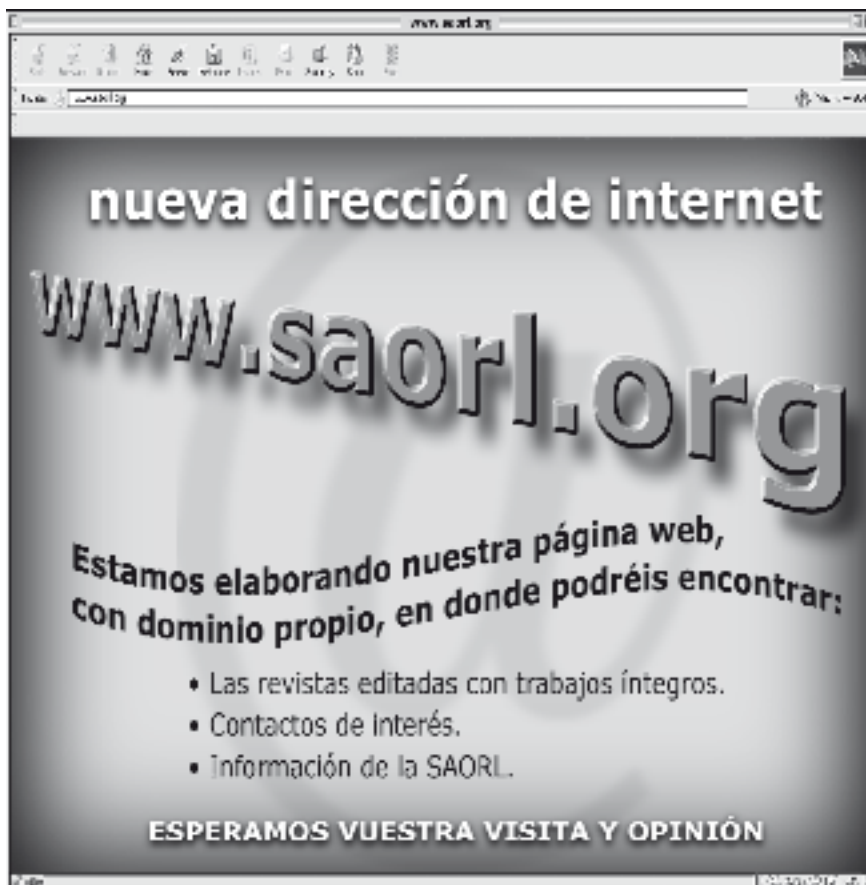 nueva dirección de internet
www.saorl.org
Estamos elaborando nuestra página web,
con dominio propio, en donde podréis encontrar:
• Las revistas editadas con trabajos íntegros.
• Contactos de interés.
• Información de la SAORL.
ESPERAMOS VUESTRA VISITA Y OPINIÓN